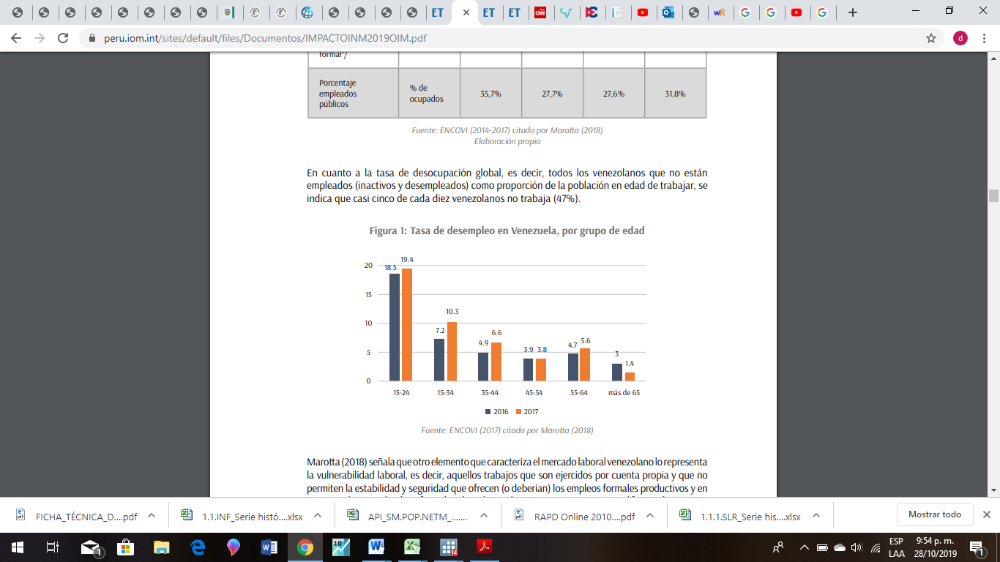 ET
ET
ET
CNN
wR
peru.iom.int/sites/default/files/Documentos/IMPACTOINM2019OIM.pdf
d
Porcentaje
empleados
públicos
% de
ocupados
35,7%
27,7%
27,6%
31,8%
Fuente: ENCOVI (2014-2017) citado por Marotta (2018)
Elaboración propia
En cuanto a la tasa de desocupación global, es decir, todos los venezolanos que no están
empleados (inactivos y desempleados) como proporción de la población en edad de trabajar, se
indica que casi cinco de cada diez venezolanos no trabaja (47%).
Figura 1: Tasa de desempleo en Venezuela, por grupo de edad
20
15
10
5
0
18.5
19.4
7.2
10.3
4.9
6.6
3.9
3.8
4.7
5.6
3
1.4
15-24
15-34
35-44
45-54
55-64
más de 65
2016
2017
Fuente: ENCOVI (2017) citado por Marotta (2018)
Marotta (2018) señala que otro elemento que caracteriza el mercado laboral venezolano lo representa
la vulnerabilidad laboral, es decir, aquellos trabajos que son ejercidos por cuenta propia y que no
permiten la estabilidad y seguridad que ofrecen (o deberían) los empleos formales productivos y en
FICHA_TÉCNICA_D....pdf
1.1.INF_Serie histó....xlsx
API_SM.POP.NETM_.......
RAPD Online 2010....pdf
1.1.1.SLR_Serie his....xlsx
Mostrar todo
1
10
14
ESP
LAA
9:54 p. m.
28/10/2019
1